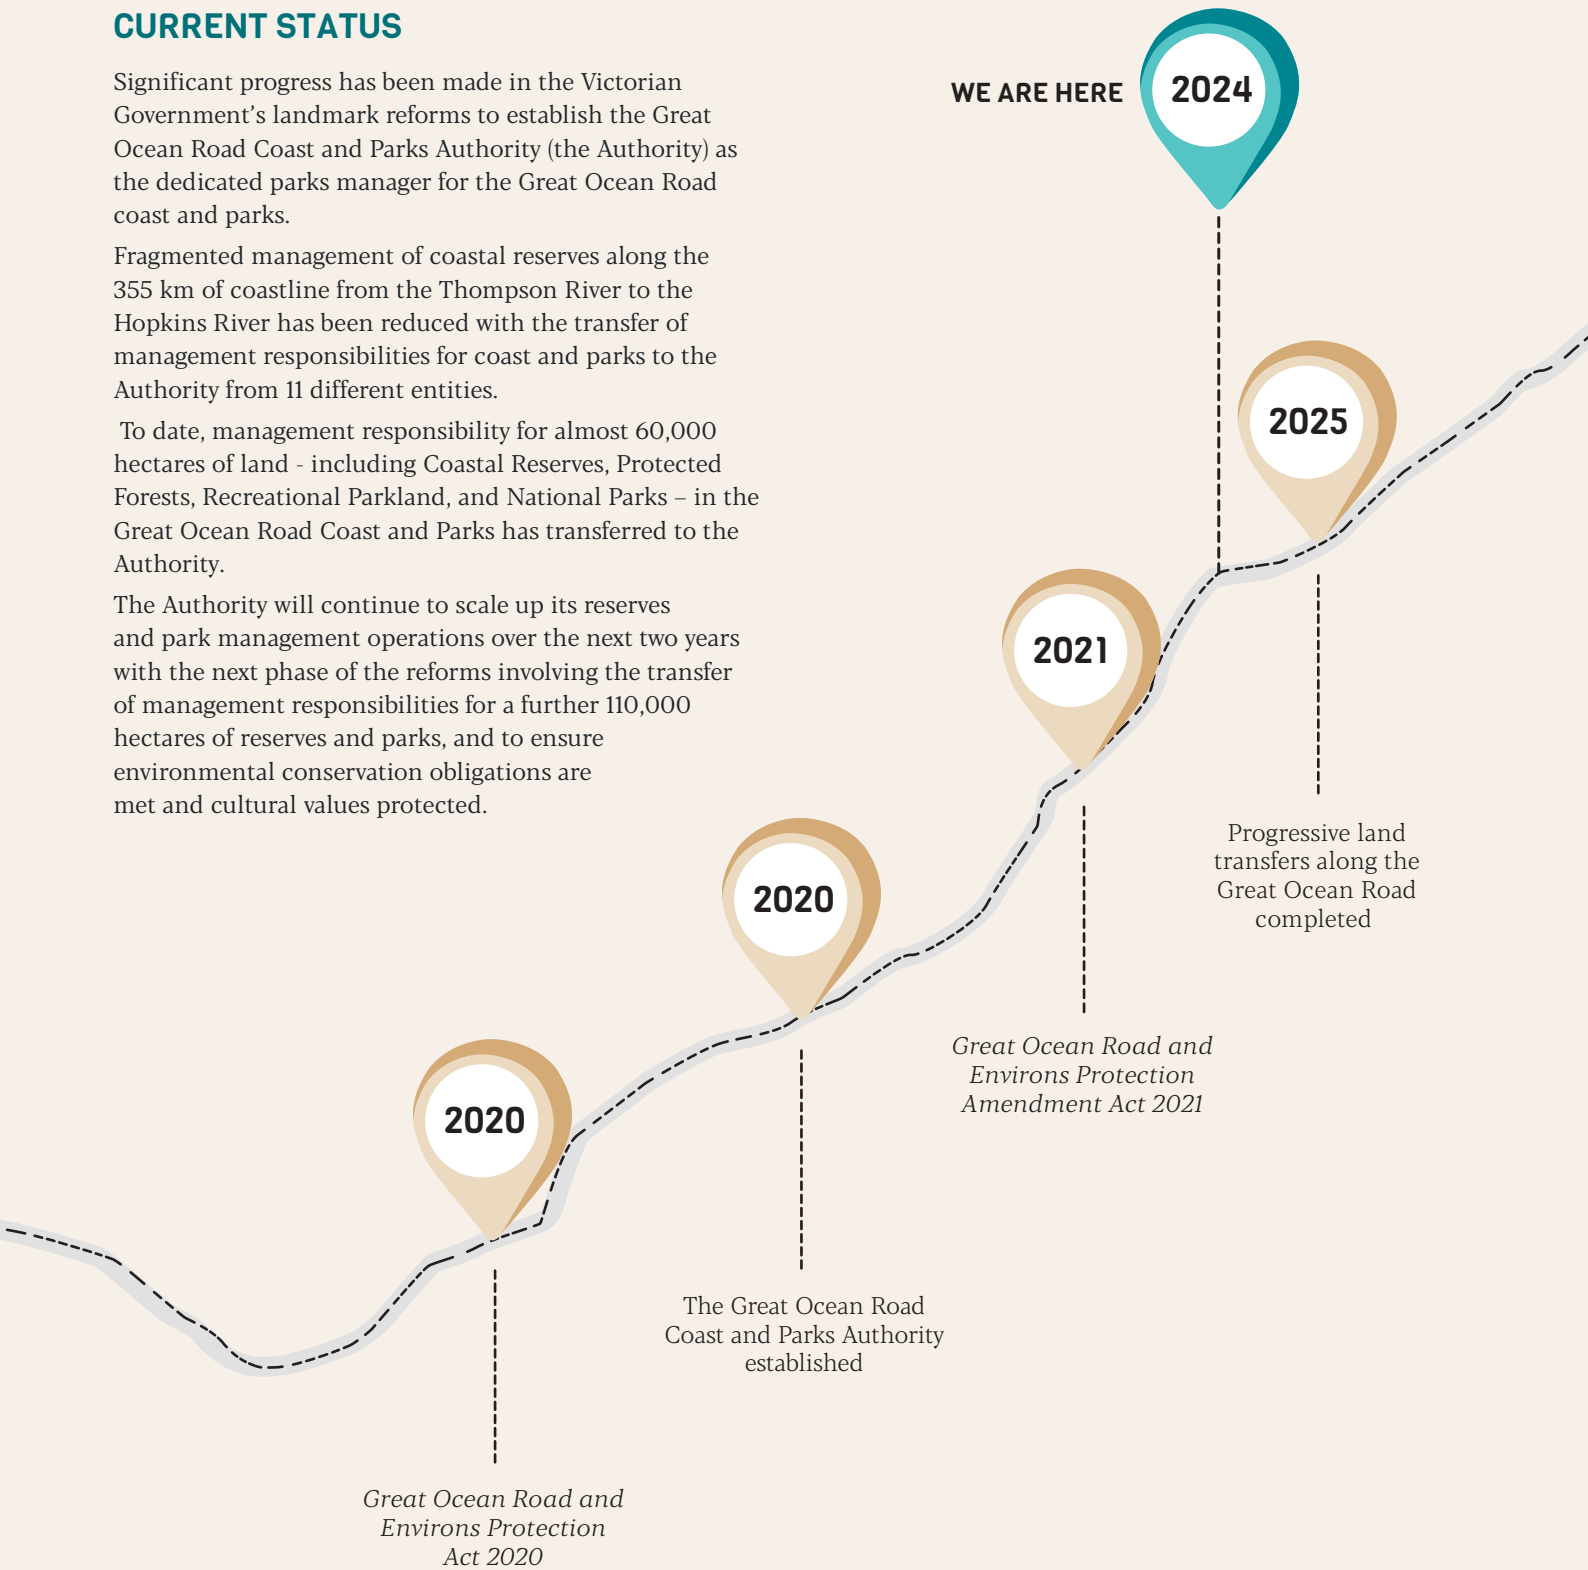 CURRENT STATUS
Significant progress has been made in the Victorian
Government’s landmark reforms to establish the Great
Ocean Road Coast and Parks Authority (the Authority) as
the dedicated parks manager for the Great Ocean Road
coast and parks.
Fragmented management of coastal reserves along the
355 km of coastline from the Thompson River to the
Hopkins River has been reduced with the transfer of
management responsibilities for coast and parks to the
Authority from 11 different entities.
To date, management responsibility for almost 60,000
hectares of land - including Coastal Reserves, Protected
Forests, Recreational Parkland, and National Parks – in the
Great Ocean Road Coast and Parks has transferred to the
Authority.
The Authority will continue to scale up its reserves
and park management operations over the next two years
with the next phase of the reforms involving the transfer
of management responsibilities for a further 110,000
hectares of reserves and parks, and to ensure
environmental conservation obligations are
met and cultural values protected.
2020
Great Ocean Road and
Environs Protection
Act 2020
2020
The Great Ocean Road
Coast and Parks Authority
established
2021
Great Ocean Road and
Environs Protection
Amendment Act 2021
WE ARE HERE
2024
2025
Progressive land
transfers along the
Great Ocean Road
completed